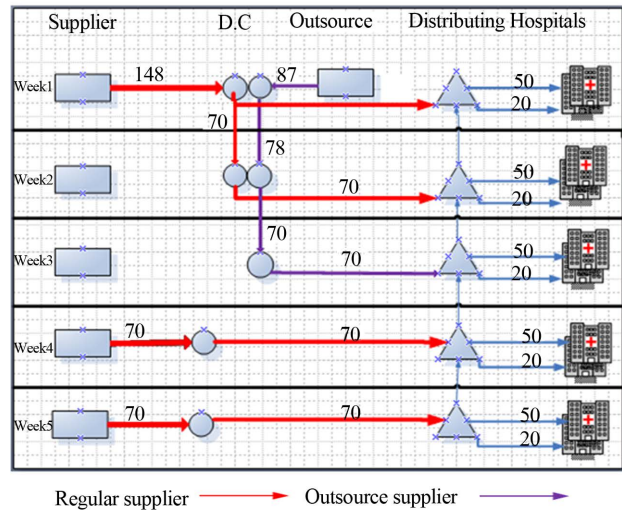 Supplier D.C Outsource Distributing Hospitals
Week1 148 87 50
20
70 78
Week2 70 50
20
70
Week3 70 50
20
Week4 70 70 50
20
Week5 70 70 50
20
Regular supplier Outsource supplier